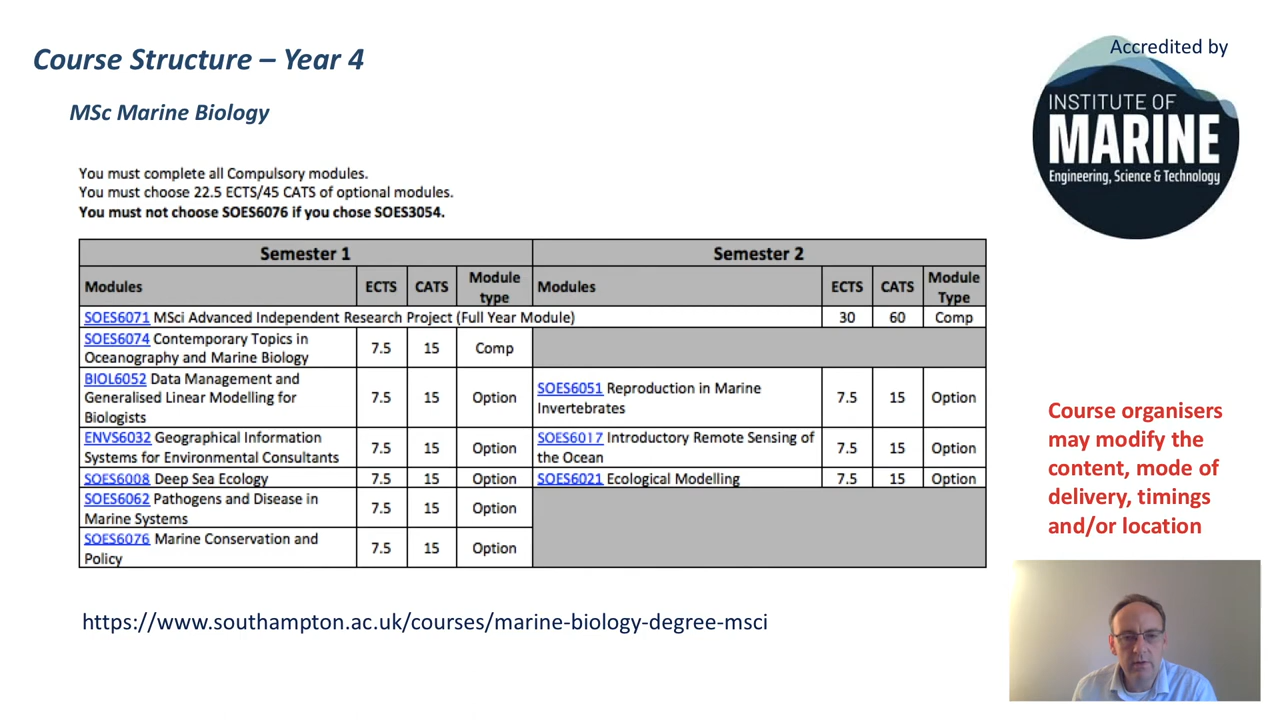 Course Structure – Year 4
Accredited by
INSTITUTE OF
MARINE
Engineering, Science & Technology
MSc Marine Biology
You must complete all Compulsory modules.
You must choose 22.5 ECTS/45 CATS of optional modules.
You must not choose SOES6076 if you chose SOES3054.
Semester 1 Semester 2
Modules ECTS CATS Module type Modules ECTS CATS Module Type
SOES6071 MSci Advanced Independent Research Project (Full Year Module) 30 60 Comp
SOES6074 Contemporary Topics in
Oceanography and Marine Biology 7.5 15 Comp
BIOL6052 Data Management and
Generalised Linear Modelling for
Biologists 7.5 15 Option
SOES6051 Reproduction in Marine
Invertebrates 7.5 15 Option
ENVS6032 Geographical Information
Systems for Environmental Consultants 7.5 15 Option
SOES6017 Introductory Remote Sensing of
the Ocean 7.5 15 Option
SOES6008 Deep Sea Ecology 7.5 15 Option
SOES6021 Ecological Modelling 7.5 15 Option
SOES6062 Pathogens and Disease in
Marine Systems 7.5 15 Option
SOES6076 Marine Conservation and
Policy 7.5 15 Option
Course organisers
may modify the
content, mode of
delivery, timings
and/or location
https://www.southampton.ac.uk/courses/marine-biology-degree-msci